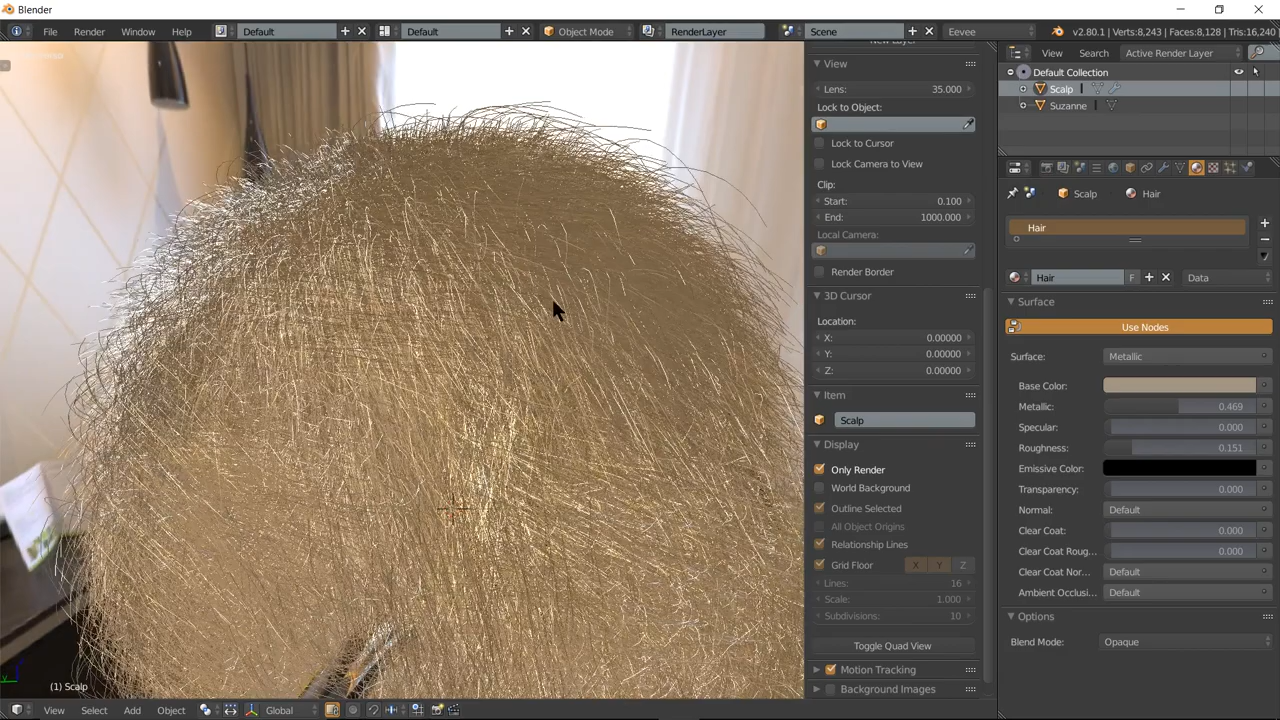 Blender
File Render Window Help Default Default Object Mode RenderLayer Scene Eevee v2.80.1 | Verts:8,243 | Faces:8,128 | Tris:16,240
View
Lens: 35.000
Lock to Object:
Lock to Cursor
Lock Camera to View
Clip:
Start: 0.100
End: 1000.000
Local Camera:
Render Border
3D Cursor
Location:
X: 0.00000
Y: 0.00000
Z: 0.00000
Item
Scalp
Display
Only Render
World Background
Outline Selected
All Object Origins
Relationship Lines
Grid Floor X Y Z
Lines: 16
Scale: 1.000
Subdivisions: 10
Toggle Quad View
Motion Tracking
Background Images
View Search Active Render Layer
Default Collection
Scalp
Suzanne
Scalp Hair
Hair
Hair F Data
Surface
Use Nodes
Surface: Metallic
Base Color:
Metallic: 0.469
Specular: 0.000
Roughness: 0.151
Emissive Color:
Transparency: 0.000
Normal: Default
Clear Coat: 0.000
Clear Coat Roug... 0.000
Clear Coat Nor... Default
Ambient Occlusi... Default
Options
Blend Mode: Opaque
(1) Scalp
View Select Add Object Global